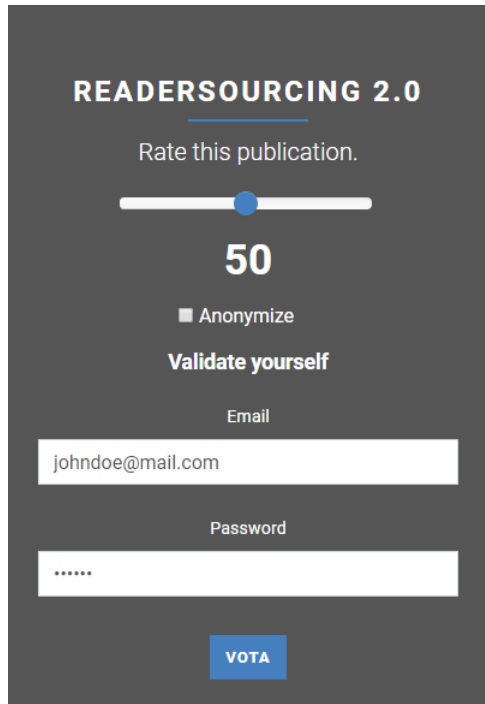 READERSOURCING 2.0
Rate this publication.
50
Anonymize
Validate yourself
Email
johndoe@mail.com
Password
••••••
VOTA